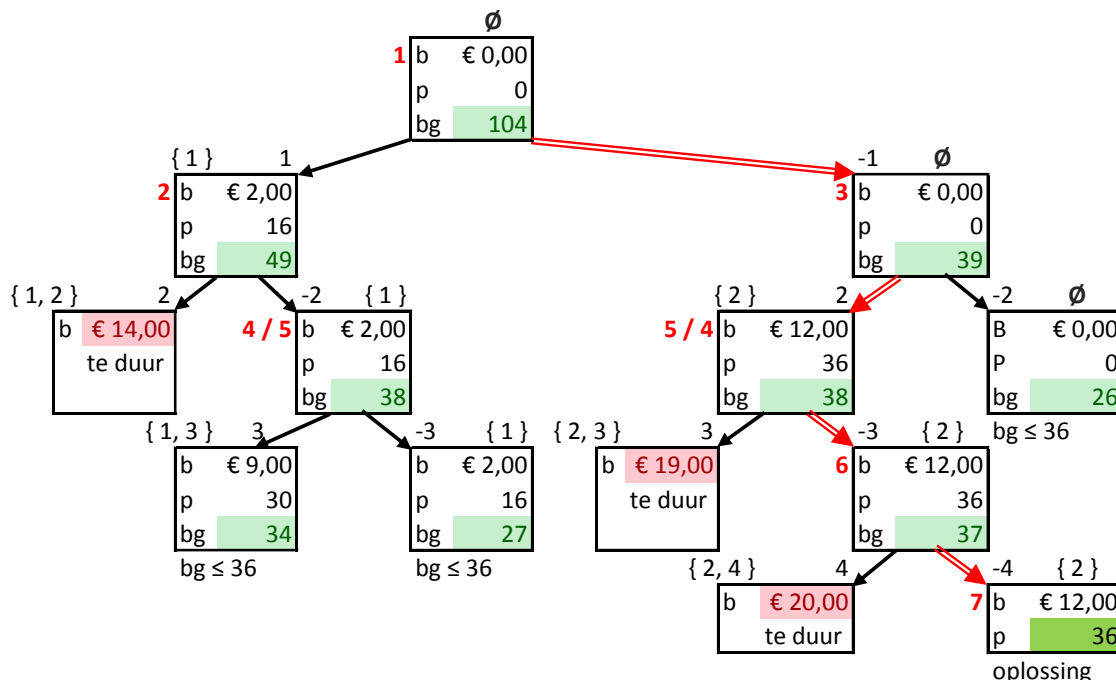 Ø
1 b € 0,00
p 0
bg 104
{ 1 } 1
-1 Ø
2 b € 2,00
p 16
bg 49
3 b € 0,00
p 0
bg 39
{ 1, 2 } 2
-2 { 1 }
{ 2 } 2
-2 Ø
b € 14,00
te duur
4 / 5 b € 2,00
p 16
bg 38
5 / 4 b € 12,00
p 36
bg 38
B € 0,00
P 0
bg 26
bg ≤ 36
{ 1, 3 } 3
-3 { 1 }
{ 2, 3 } 3
-3 { 2 }
b € 9,00
p 30
bg 34
bg ≤ 36
b € 2,00
p 16
bg 27
bg ≤ 36
b € 19,00
te duur
6 b € 12,00
p 36
bg 37
{ 2, 4 } 4
-4 { 2 }
b € 20,00
te duur
7 b € 12,00
p 36
oplossing